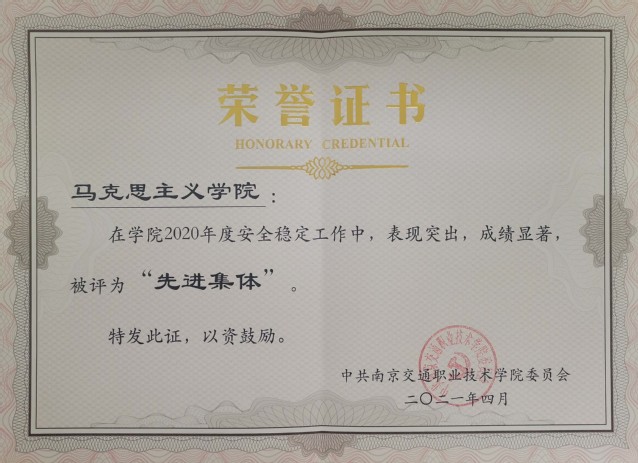 荣誉证书
HONORARY CREDENTIAL
马克思主义学院：
在学院2020年度安全稳定工作中，表现突出，成绩显著，
被评为“先进集体”。
特发此证，以资鼓励。
中共南京交通职业技术学院委员会
二〇二一年四月